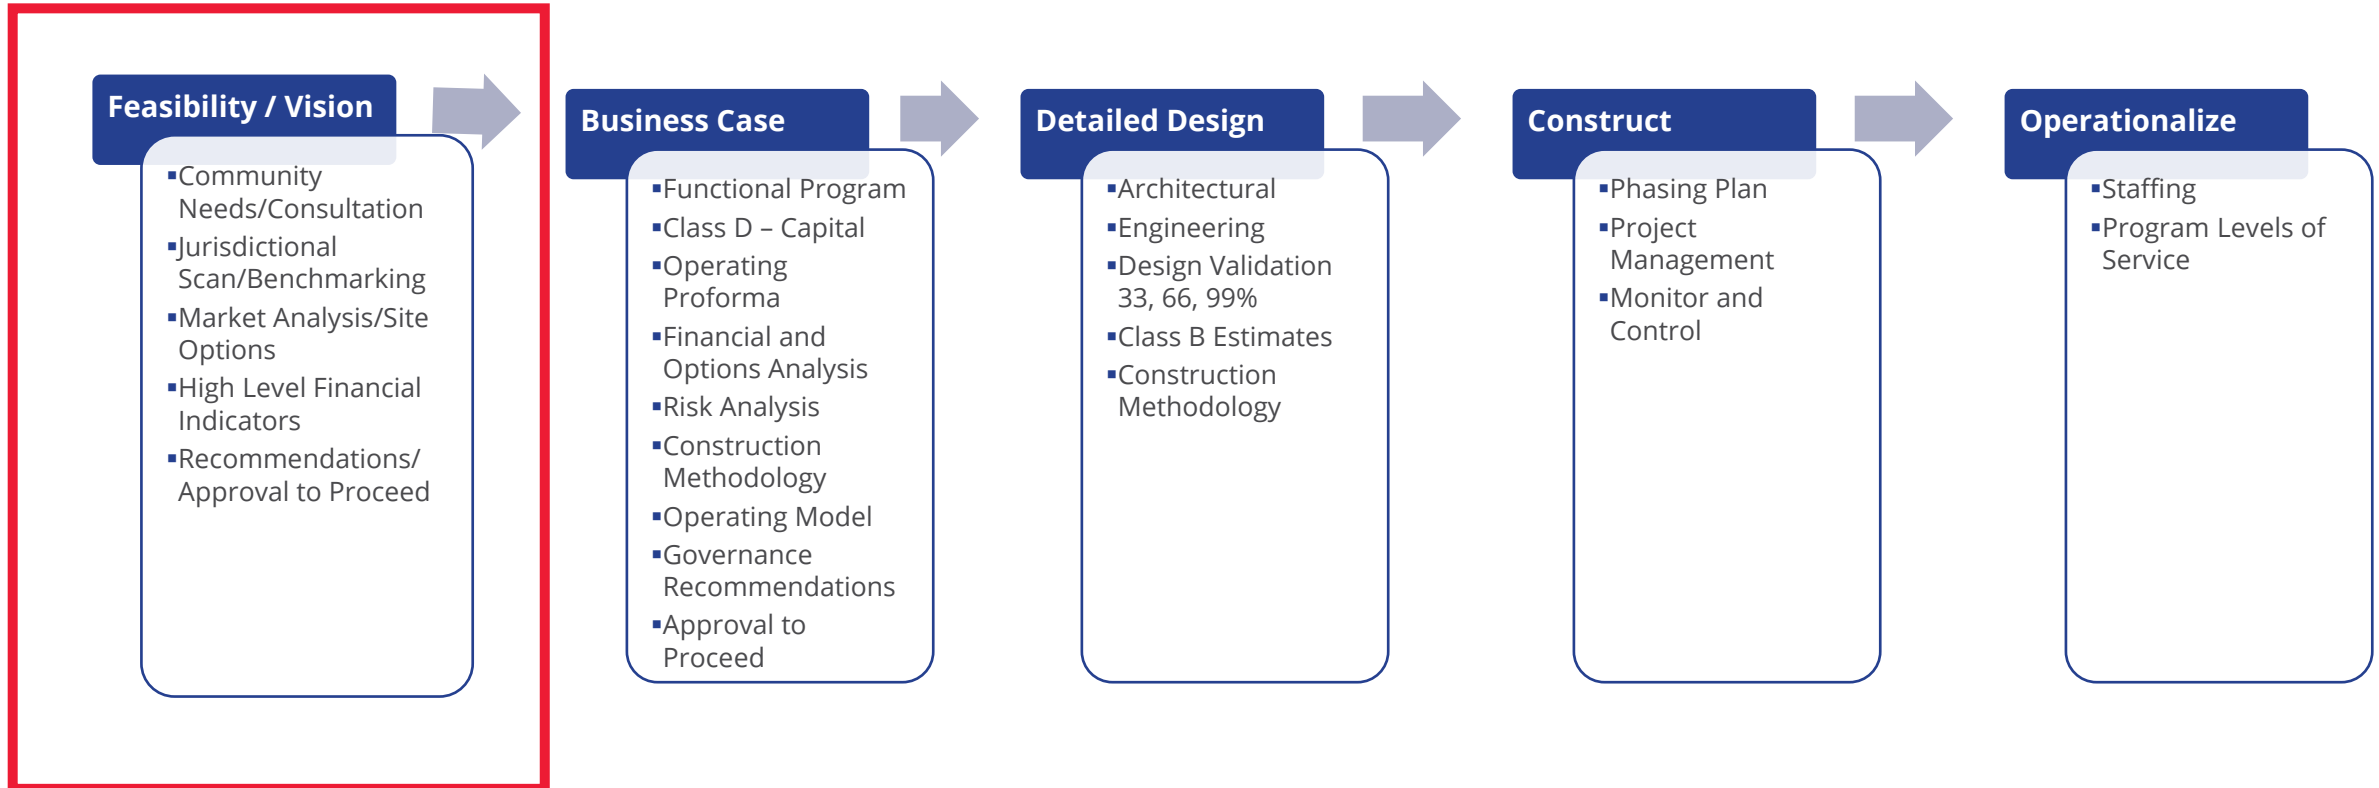 Feasibility / Vision
▪Community
Needs/Consultation
▪Jurisdictional
Scan/Benchmarking
▪Market Analysis/Site
Options
▪High Level Financial
Indicators
▪Recommendations/
Approval to Proceed
Business Case
▪Functional Program
▪Class D – Capital
▪Operating
Proforma
▪Financial and
Options Analysis
▪Risk Analysis
▪Construction
Methodology
▪Operating Model
▪Governance
Recommendations
▪Approval to
Proceed
Detailed Design
▪Architectural
▪Engineering
▪Design Validation
33, 66, 99%
▪Class B Estimates
▪Construction
Methodology
Construct
▪Phasing Plan
▪Project
Management
▪Monitor and
Control
Operationalize
▪Staffing
▪Program Levels of
Service